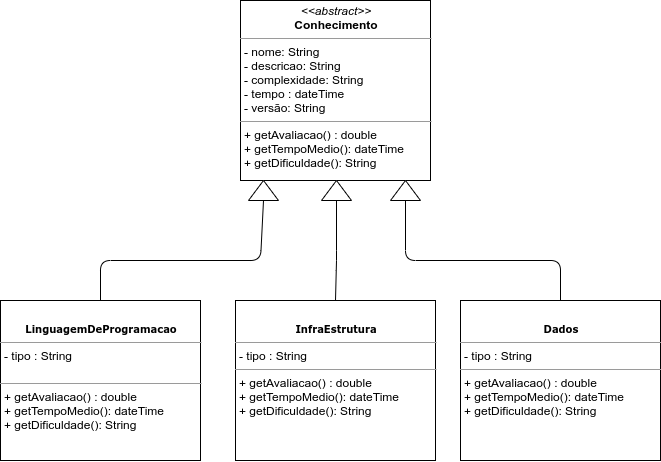 <<abstract>>
Conhecimento
- nome: String
- descricao: String
- complexidade: String
- tempo : dateTime
- versão: String
+ getAvaliacao() : double
+ getTempoMedio(): dateTime
+ getDificuldade(): String
LinguagemDeProgramacao
- tipo : String
+ getAvaliacao() : double
+ getTempoMedio(): dateTime
+ getDificuldade(): String
InfraEstrutura
- tipo : String
+ getAvaliacao() : double
+ getTempoMedio(): dateTime
+ getDificuldade(): String
Dados
- tipo : String
+ getAvaliacao() : double
+ getTempoMedio(): dateTime
+ getDificuldade(): String